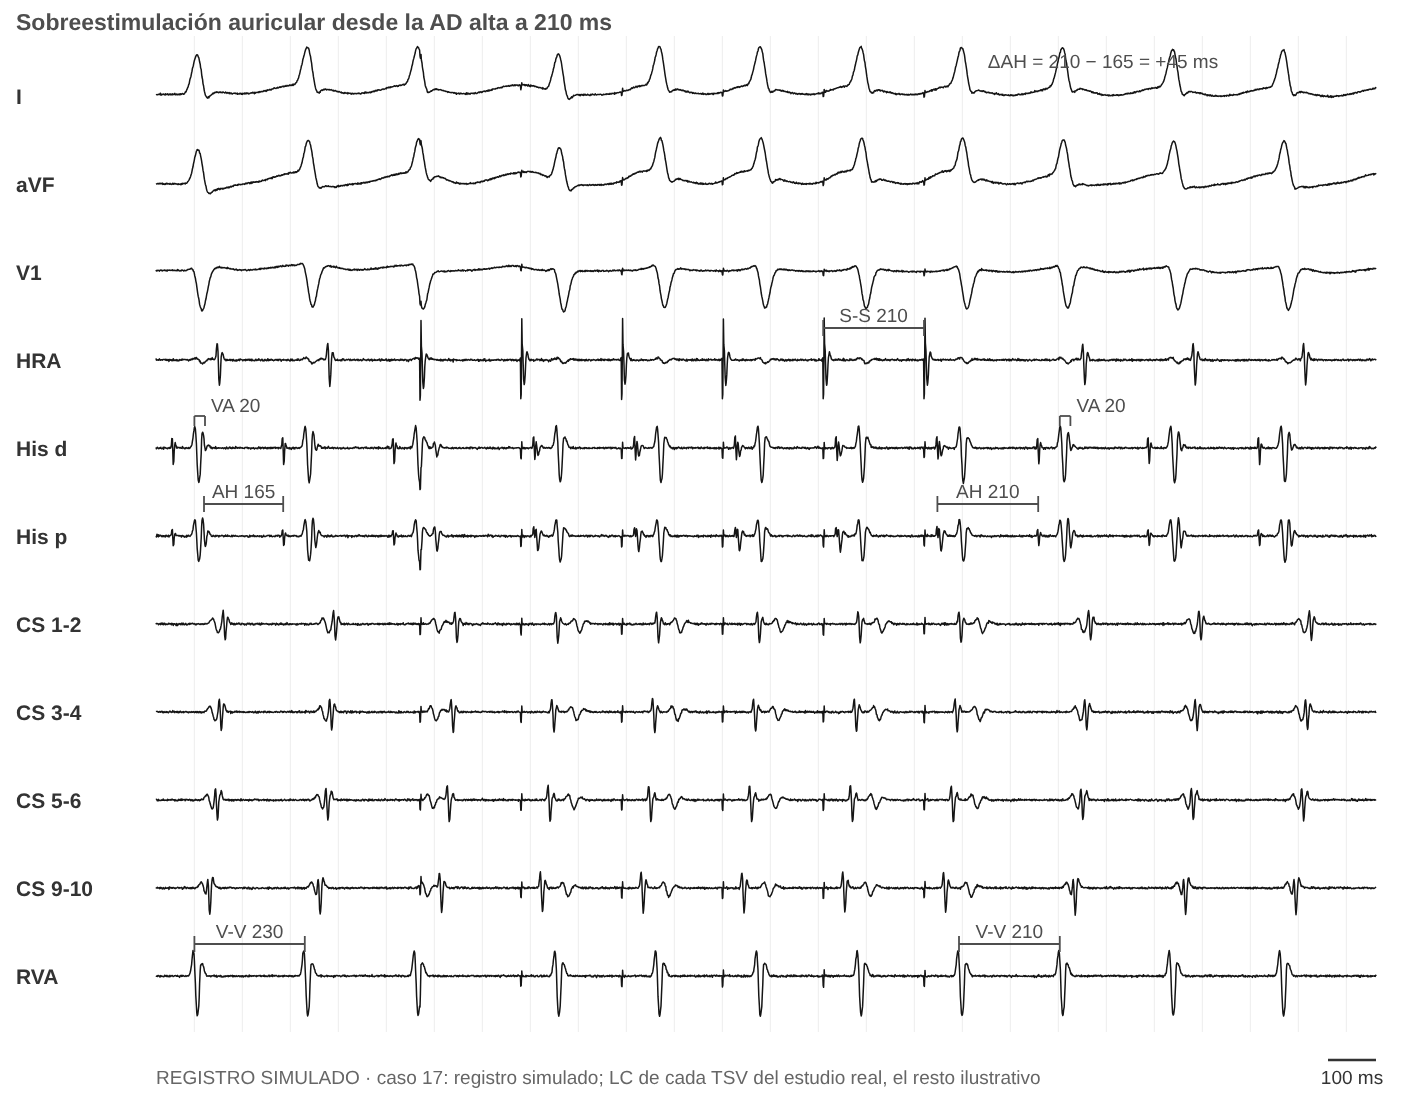 Sobreestimulación auricular desde la AD alta a 210 ms
ΔAH = 210 − 165 = +45 ms
I
aVF
V1
S-S 210
HRA
VA 20
VA 20
His d
AH 165
AH 210
His p
CS 1-2
CS 3-4
CS 5-6
CS 9-10
V-V 230
V-V 210
RVA
REGISTRO SIMULADO · caso 17: registro simulado; LC de cada TSV del estudio real, el resto ilustrativo
100 ms